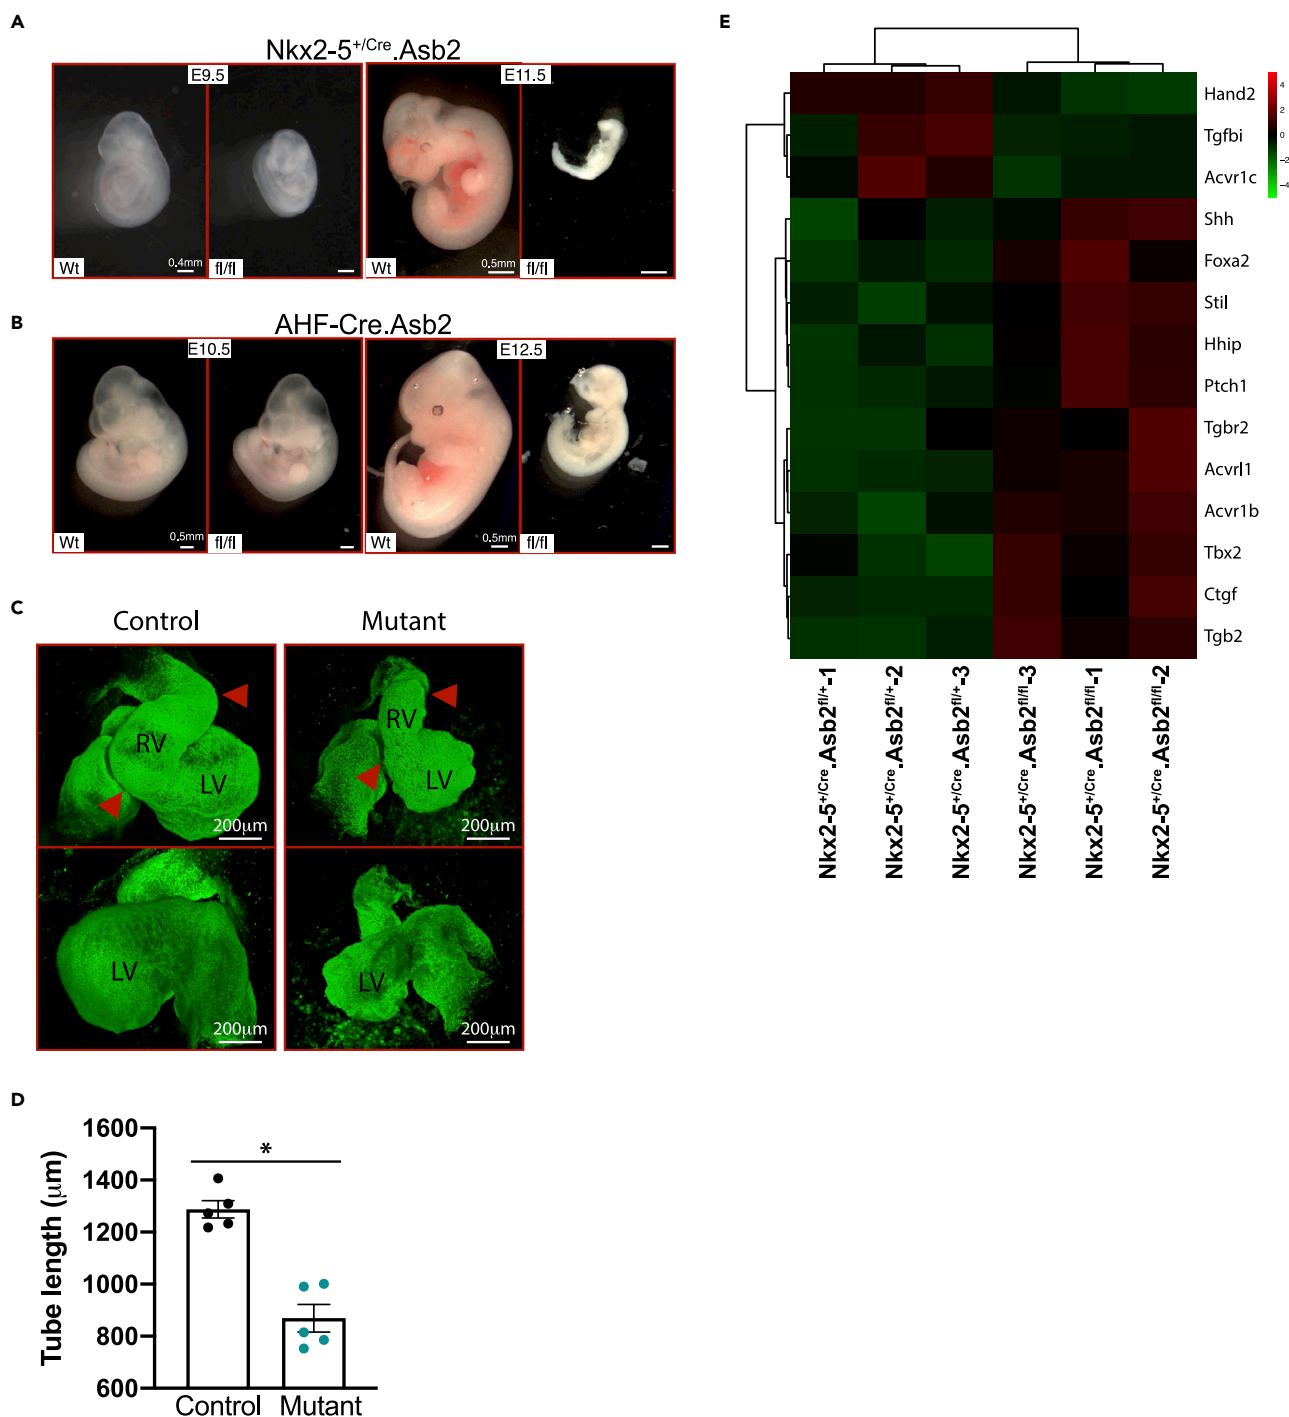 A
Nkx2-5+/Cre.Asb2
E9.5
E11.5
Wt
0.4mm
fl/fl
Wt
0.5mm
fl/fl
B
AHF-Cre.Asb2
E10.5
E12.5
Wt
0.5mm
fl/fl
Wt
0.5mm
fl/fl
C
Control
Mutant
RV
LV
200µm
RV
LV
200µm
LV
200µm
LV
200µm
D
Tube length (µm)
1600
1400
1200
1000
800
600
*
Control
Mutant
E
4
2
0
−2
−4
Hand2
Tgfbi
Acvr1c
Shh
Foxa2
Stil
Hhip
Ptch1
Tgbr2
Acvrl1
Acvr1b
Tbx2
Ctgf
Tgb2
Nkx2-5+/Cre.Asb2fl/+-1
Nkx2-5+/Cre.Asb2fl/+-2
Nkx2-5+/Cre.Asb2fl/+-3
Nkx2-5+/Cre.Asb2fl/fl-3
Nkx2-5+/Cre.Asb2fl/fl-1
Nkx2-5+/Cre.Asb2fl/fl-2